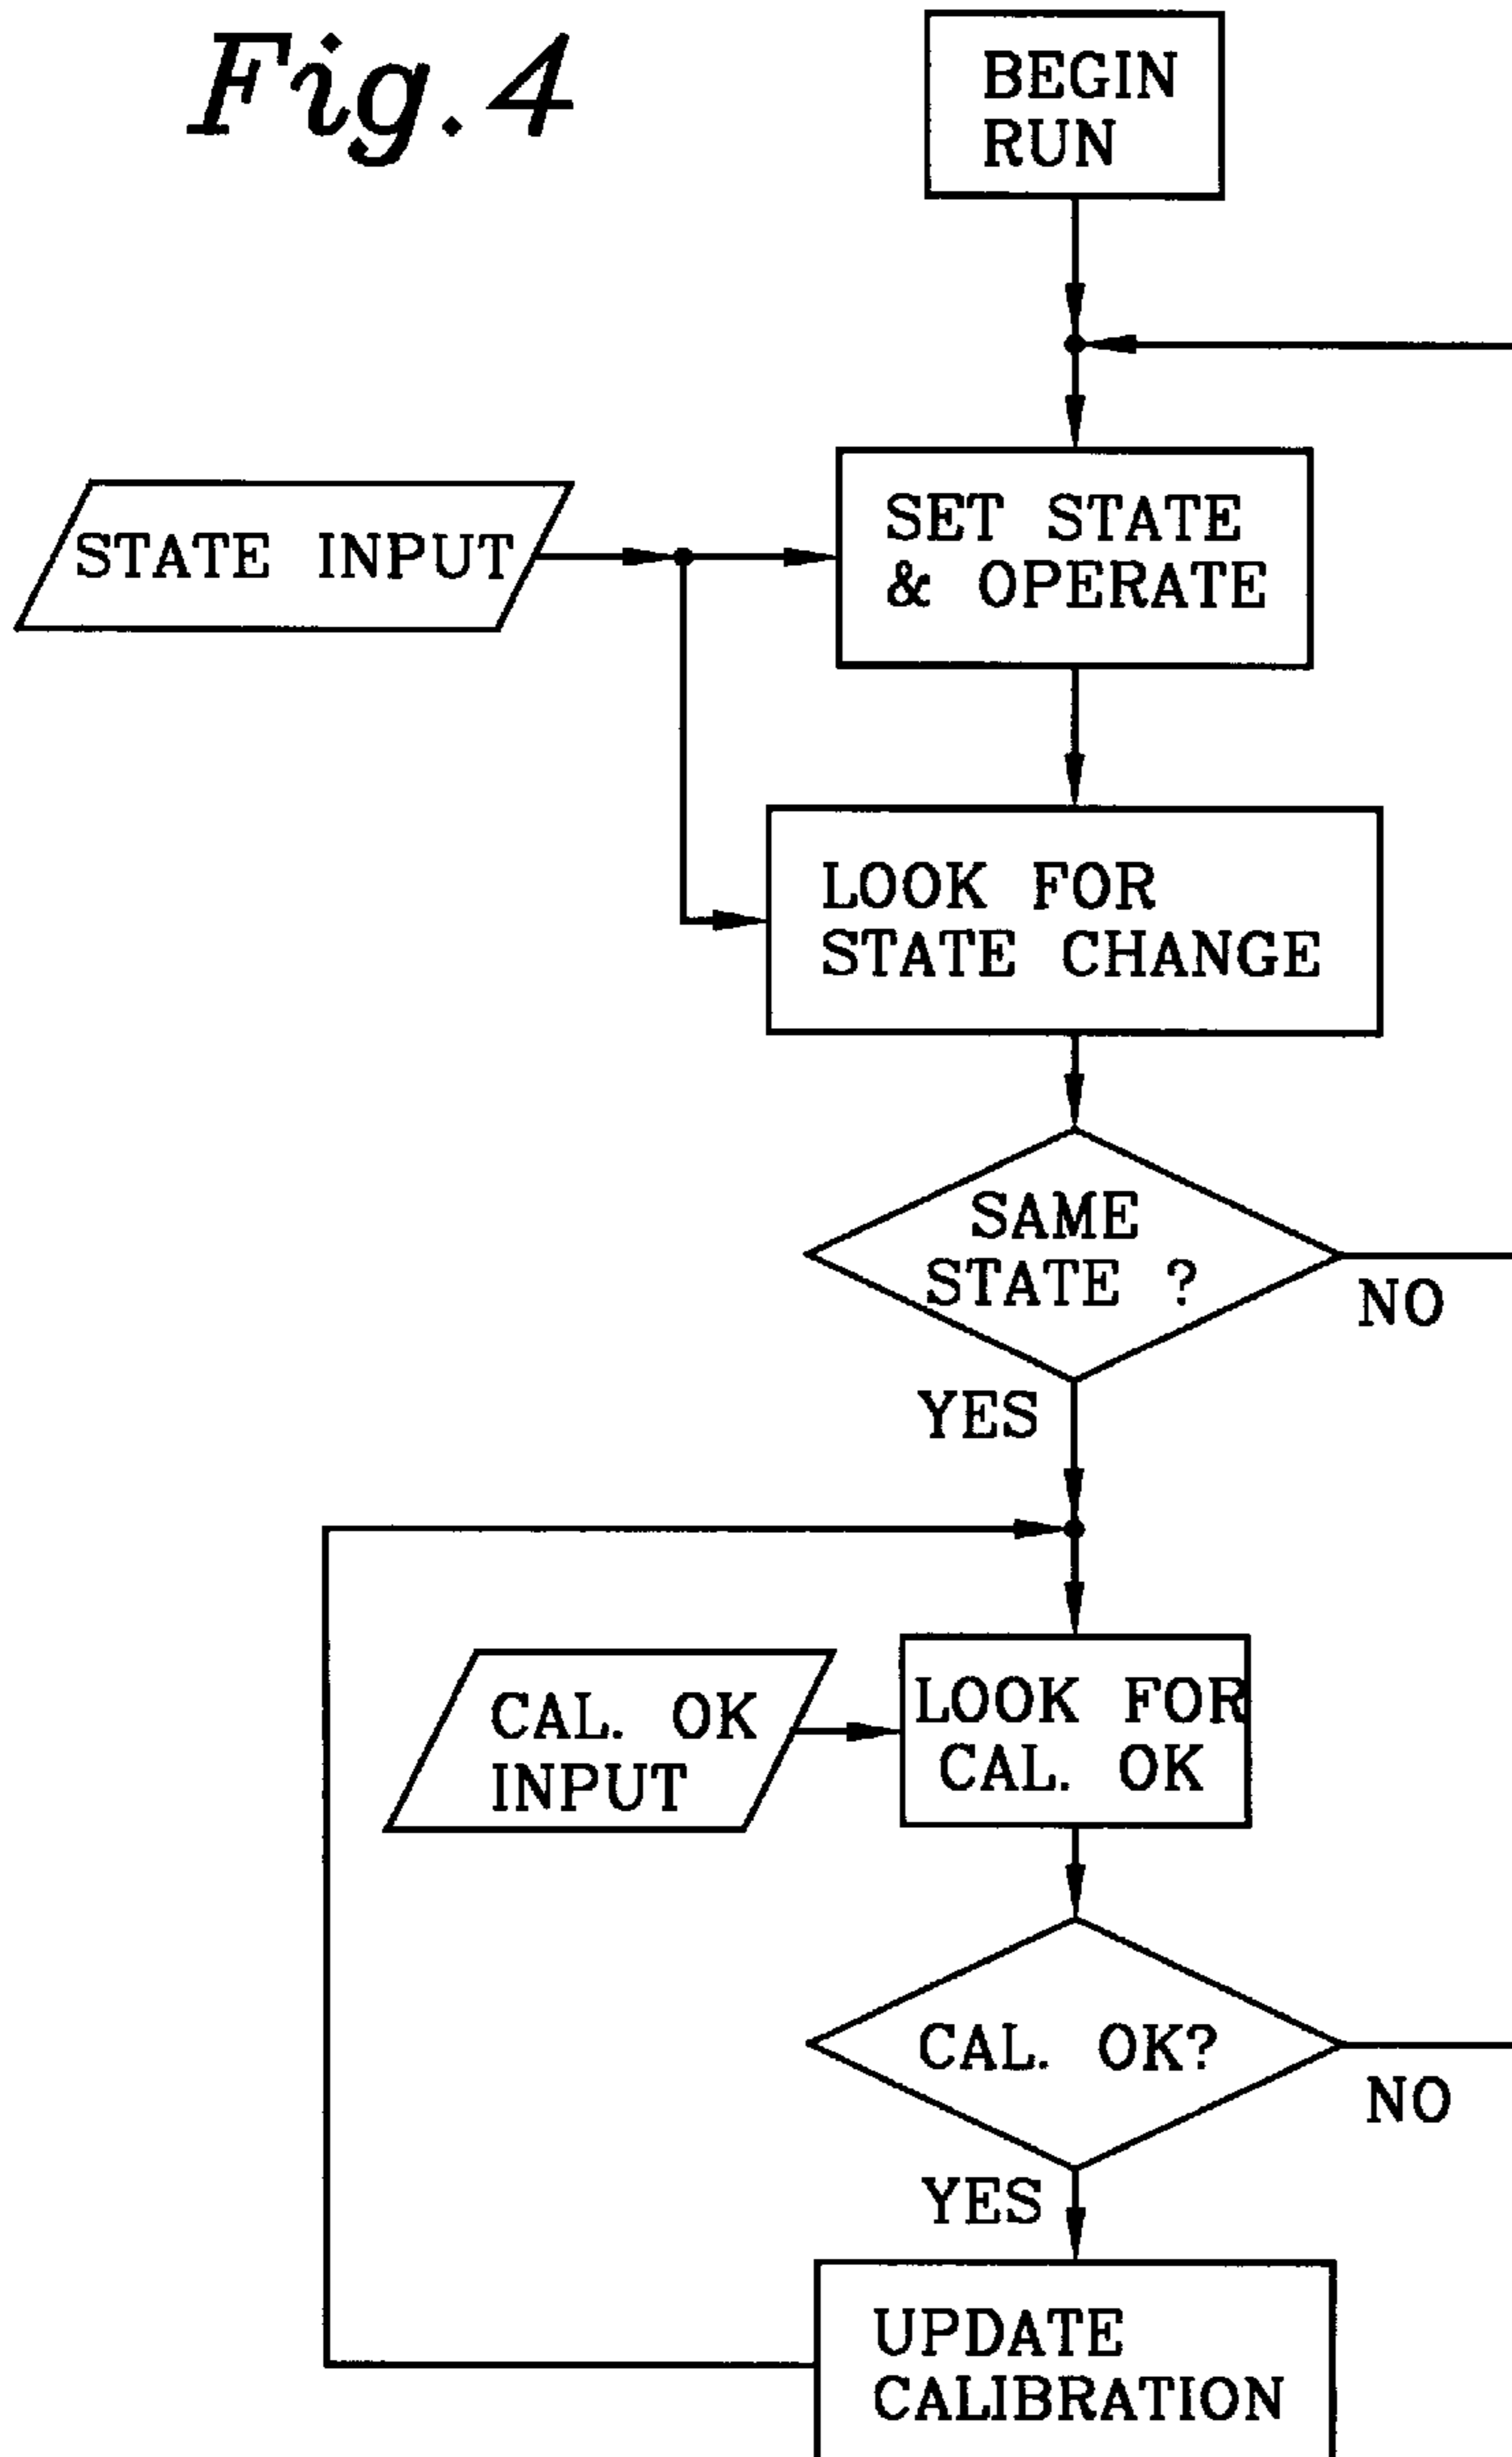 Fig. 4
BEGIN
RUN
STATE INPUT
SET STATE
& OPERATE
LOOK FOR
STATE CHANGE
SAME
STATE ?
NO
YES
CAL. OK
INPUT
LOOK FOR
CAL. OK
CAL. OK?
NO
YES
UPDATE
CALIBRATION